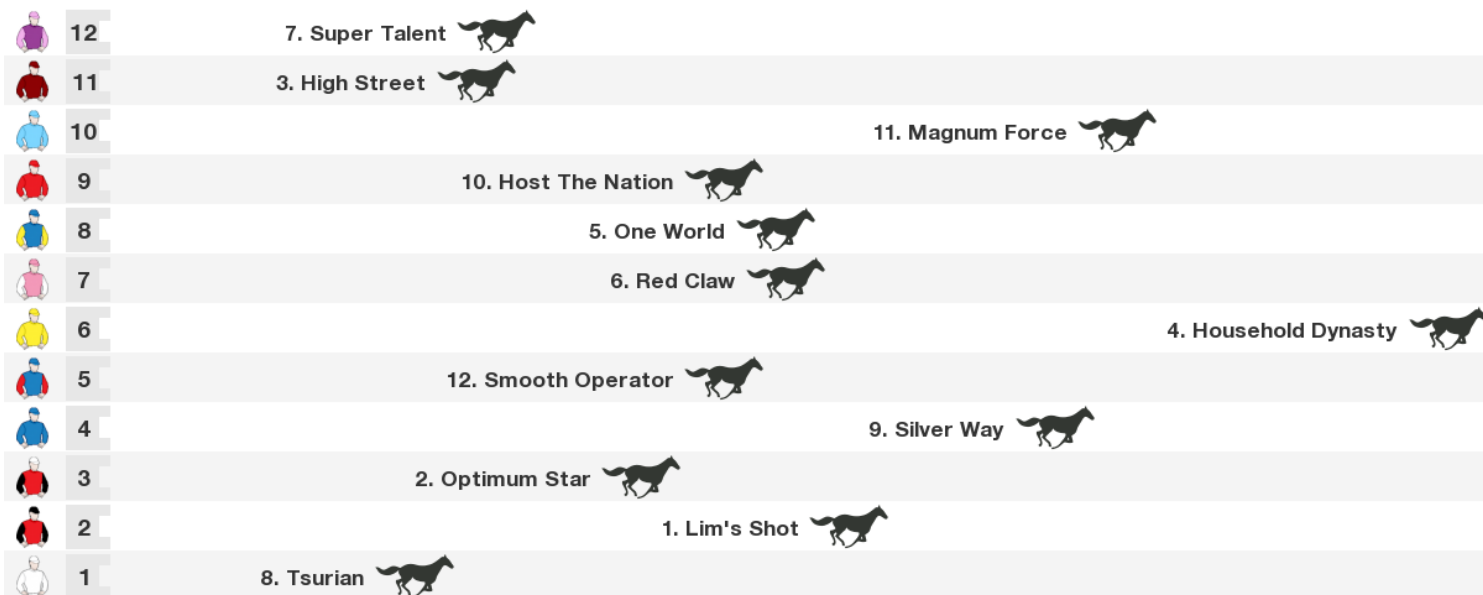 12 7. Super Talent
11 3. High Street
10 11. Magnum Force
9 10. Host The Nation
8 5. One World
7 6. Red Claw
6 4. Household Dynasty
5 12. Smooth Operator
4 9. Silver Way
3 2. Optimum Star
2 1. Lim's Shot
1 8. Tsurian